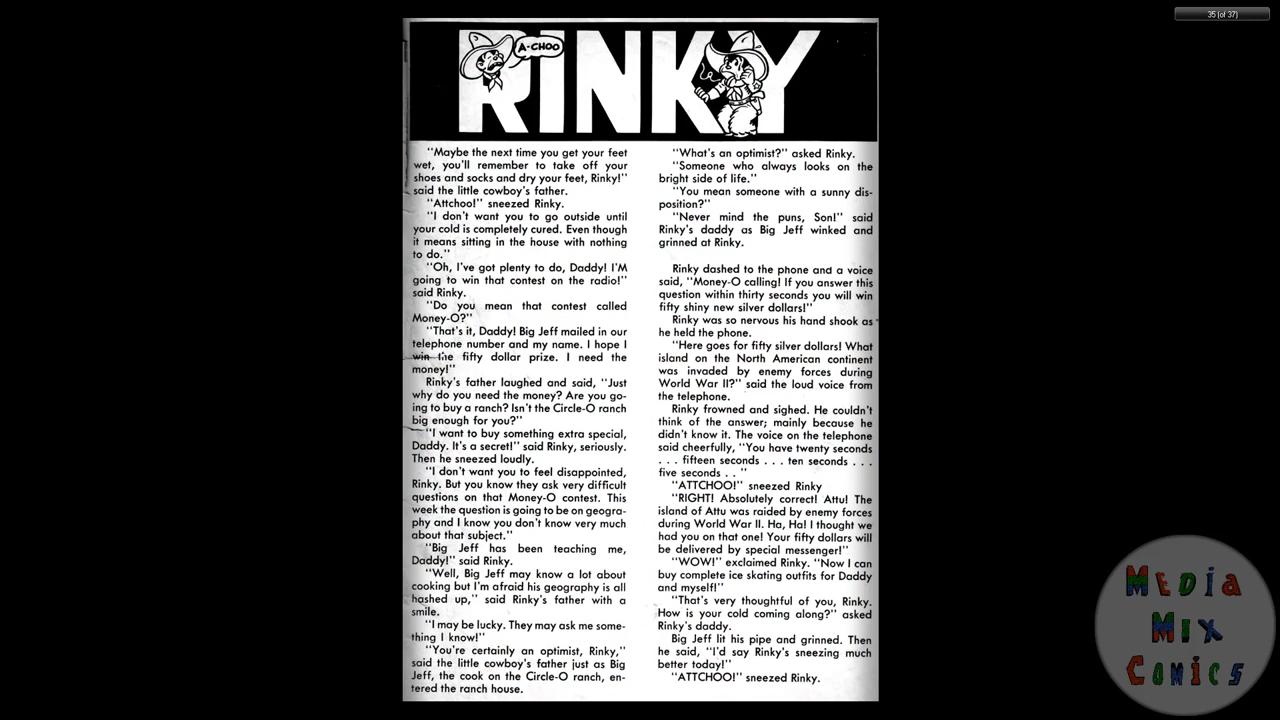 35 (of 37)
RINKY
A-CHOO
"Maybe the next time you get your feet
wet, you'll remember to take off your
shoes and socks and dry your feet, Rinky!"
said the little cowboy's father.
"Attchoo!" sneezed Rinky.
"I don't want you to go outside until
your cold is completely cured. Even though
it means sitting in the house with nothing
to do."
"Oh, I've got plenty to do, Daddy! I'M
going to win that contest on the radio!"
said Rinky.
"Do you mean that contest called
Money-O?"
"That's it, Daddy! Big Jeff mailed in our
telephone number and my name. I hope I
win the fifty dollar prize. I need the
money!"
Rinky's father laughed and said, "Just
why do you need the money? Are you go-
ing to buy a ranch? Isn't the Circle-O ranch
big enough for you?"
"I want to buy something extra special,
Daddy. It's a secret!" said Rinky, seriously.
Then he sneezed loudly.
"I don't want you to feel disappointed,
Rinky. But you know they ask very difficult
questions on that Money-O contest. This
week the question is going to be on geogra-
phy and I know you don't know very much
about that subject."
"Big Jeff has been teaching me,
Daddy!" said Rinky.
"Well, Big Jeff may know a lot about
cooking but I'm afraid his geography is all
hashed up," said Rinky's father with a
smile.
"I may be lucky. They may ask me some-
thing I know!"
"You're certainly an optimist, Rinky,"
said the little cowboy's father just as Big
Jeff, the cook on the Circle-O ranch, en-
tered the ranch house.
"What's an optimist?" asked Rinky.
"Someone who always looks on the
bright side of life."
"You mean someone with a sunny dis-
position?"
"Never mind the puns, Son!" said
Rinky's daddy as Big Jeff winked and
grinned at Rinky.
Rinky dashed to the phone and a voice
said, "Money-O calling! If you answer this
question within thirty seconds you will win
fifty shiny new silver dollars!"
Rinky was so nervous his hand shook as
he held the phone.
"Here goes for fifty silver dollars! What
island on the North American continent
was invaded by enemy forces during
World War II?" said the loud voice from
the telephone.
Rinky frowned and sighed. He couldn't
think of the answer; mainly because he
didn't know it. The voice on the telephone
said cheerfully, "You have twenty seconds
. . . fifteen seconds . . . ten seconds . . .
five seconds . . "
"ATTCHOO!" sneezed Rinky
"RIGHT! Absolutely correct! Attu! The
island of Attu was raided by enemy forces
during World War II. Ha, Ha! I thought we
had you on that one! Your fifty dollars will
be delivered by special messenger!"
"WOW!" exclaimed Rinky. "Now I can
buy complete ice skating outfits for Daddy
and myself!"
"That's very thoughtful of you, Rinky.
How is your cold coming along?" asked
Rinky's daddy.
Big Jeff lit his pipe and grinned. Then
he said, "I'd say Rinky's sneezing much
better today!"
"ATTCHOO!" sneezed Rinky.
MEDiA
MiX
COMiCS